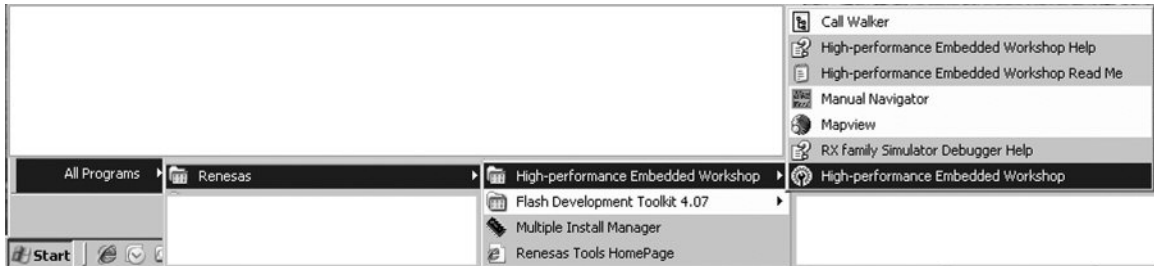 Call Walker
High-performance Embedded Workshop Help
High-performance Embedded Workshop Read Me
Manual Navigator
Mapview
RX family Simulator Debugger Help
High-performance Embedded Workshop
All Programs
Renesas
High-performance Embedded Workshop
Flash Development Toolkit 4.07
Multiple Install Manager
Renesas Tools HomePage
Start